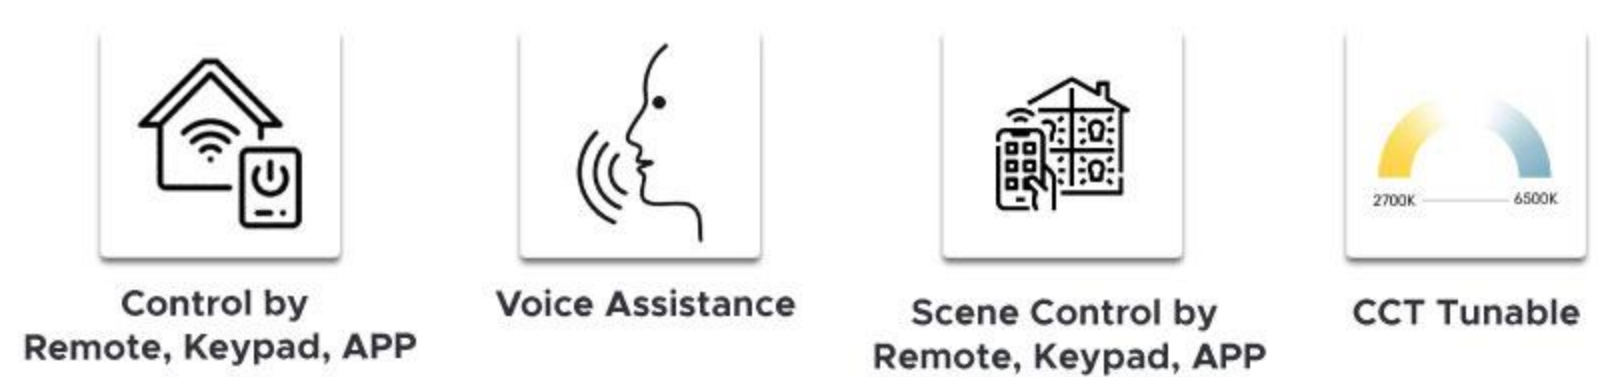 2700K
6500K
Control by
Remote, Keypad, APP
Voice Assistance
Scene Control by
Remote, Keypad, APP
CCT Tunable